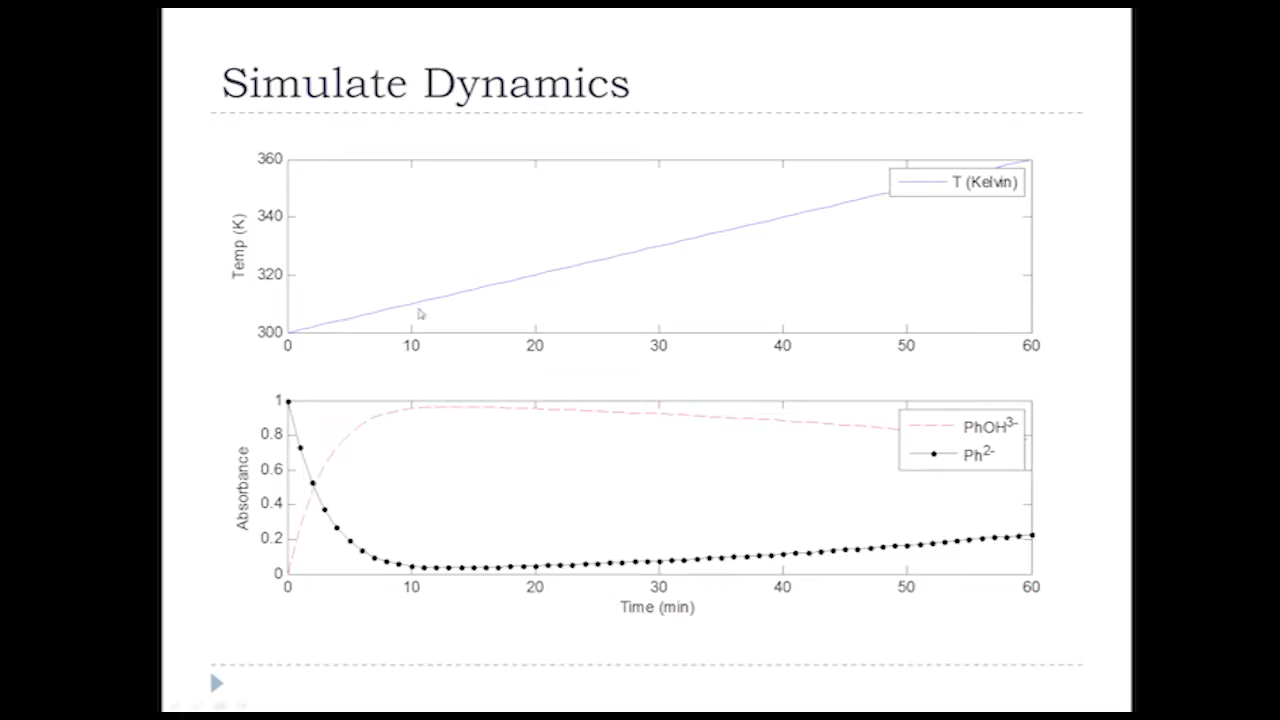 Simulate Dynamics
360
340
320
300
Temp (K)
T (Kelvin)
0 10 20 30 40 50 60
1
0.8
0.6
0.4
0.2
0
Absorbance
PhOH3-
Ph2-
0 10 20 30 40 50 60
Time (min)